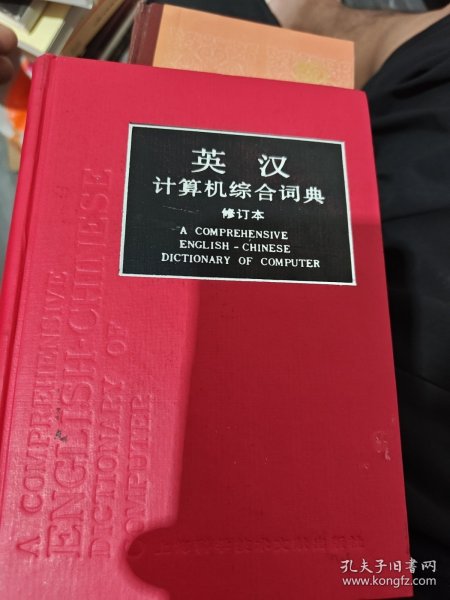 英汉
计算机综合词典
修订本
A COMPREHENSIVE
ENGLISH-CHINESE
DICTIONARY OF COMPUTER
A COMPREHENSIVE
ENGLISH-CHINESE
DICTIONARY OF
COMPUTER
孔夫子旧书网
www.kongfz.com